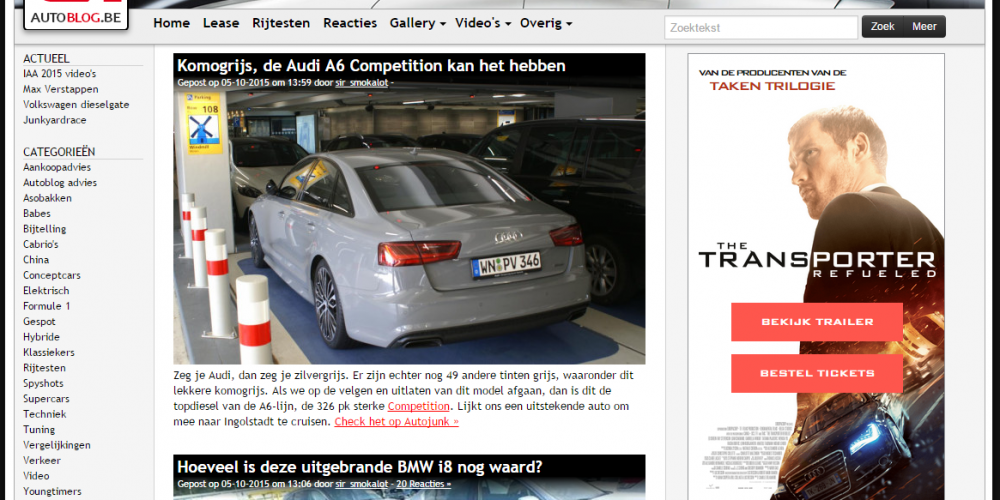 AUTOBLOG.BE
Home Lease Rijtesten Reacties Gallery Video's Overig
Zoektekst
Zoek Meer
ACTUEEL
IAA 2015 video's
Max Verstappen
Volkswagen dieselgate
Junkyardrace
CATEGORIEËN
Aankoopadvies
Autoblog advies
Asobakken
Babes
Bijtelling
Cabrio's
China
Conceptcars
Elektrisch
Formule 1
Gespot
Hybride
Klassiekers
Rijtesten
Spyshots
Supercars
Techniek
Tuning
Vergelijkingen
Verkeer
Video
Youngtimers
Komogrijs, de Audi A6 Competition kan het hebben
Gepost op 05-10-2015 om 13:59 door sir_smokalot -
Parking
108
WN PV 346
Zeg je Audi, dan zeg je zilvergrijs. Er zijn echter nog 49 andere tinten grijs, waaronder dit
lekkere komogrijs. Als we op de velgen en uitlaten van dit model afgaan, dan is dit de
topdiesel van de A6-lijn, de 326 pk sterke Competition. Lijkt ons een uitstekende auto om
mee naar Ingolstadt te cruisen. Check het op Autojunk »
Hoeveel is deze uitgebrande BMW i8 nog waard?
Gepost op 05-10-2015 om 13:06 door sir_smokalot - 20 Reacties »
VAN DE PRODUCENTEN VAN DE
TAKEN TRILOGIE
THE
TRANSPORTER
REFUELED
BEKIJK TRAILER
BESTEL TICKETS